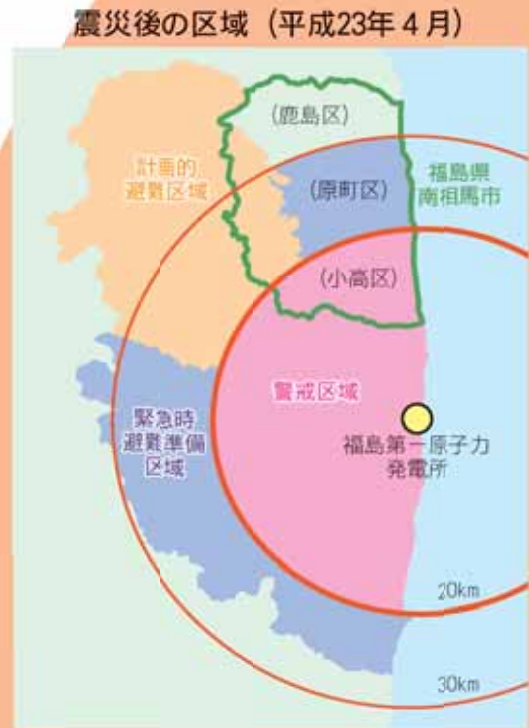 震災後の区域（平成23年４月）
（鹿島区）
計画的
避難区域
（原町区）
福島県
南相馬市
（小高区）
警戒区域
緊急時
避難準備
区域
福島第一原子力
発電所
20km
30km